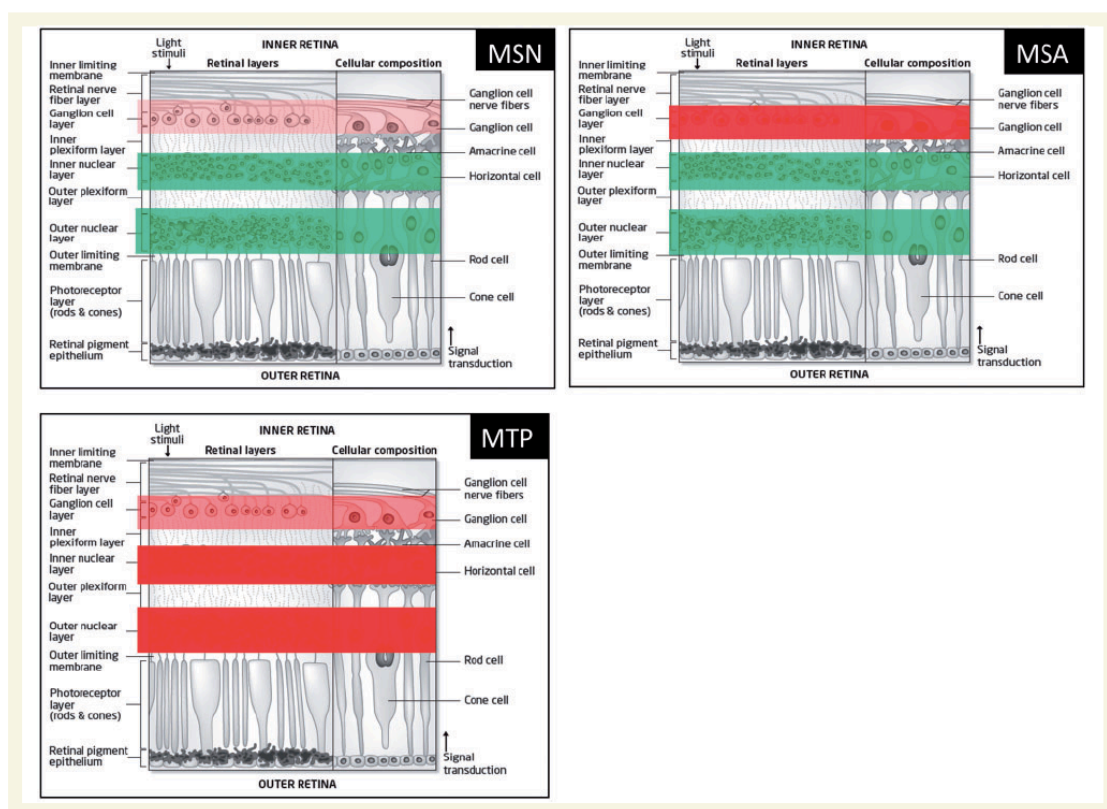 MSN
INNER RETINA
Light
stimuli
Retinal layers
Cellular composition
Inner limiting
membrane
Retinal nerve
fiber layer
Ganglion cell
layer
Inner
plexiform layer
Inner nuclear
layer
Outer plexiform
layer
Outer nuclear
layer
Outer limiting
membrane
Photoreceptor
layer
(rods & cones)
Retinal pigment
epithelium
Ganglion cell
nerve fibers
Ganglion cell
Amacrine cell
Horizontal cell
Rod cell
Cone cell
Signal
transduction
OUTER RETINA
MSA
INNER RETINA
Light
stimuli
Retinal layers
Cellular composition
Inner limiting
membrane
Retinal nerve
fiber layer
Ganglion cell
layer
Inner
plexiform layer
Inner nuclear
layer
Outer plexiform
layer
Outer nuclear
layer
Outer limiting
membrane
Photoreceptor
layer
(rods & cones)
Retinal pigment
epithelium
Ganglion cell
nerve fibers
Ganglion cell
Amacrine cell
Horizontal cell
Rod cell
Cone cell
Signal
transduction
OUTER RETINA
MTP
INNER RETINA
Light
stimuli
Retinal layers
Cellular composition
Inner limiting
membrane
Retinal nerve
fiber layer
Ganglion cell
layer
Inner
plexiform layer
Inner nuclear
layer
Outer plexiform
layer
Outer nuclear
layer
Outer limiting
membrane
Photoreceptor
layer
(rods & cones)
Retinal pigment
epithelium
Ganglion cell
nerve fibers
Ganglion cell
Amacrine cell
Horizontal cell
Rod cell
Cone cell
Signal
transduction
OUTER RETINA